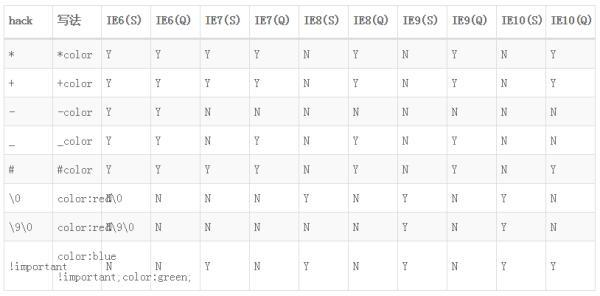 hack 写法 IE6(S) IE6(Q) IE7(S) IE7(Q) IE8(S) IE8(Q) IE9(S) IE9(Q) IE10(S) IE10(Q)
* *color Y Y Y Y N Y N Y N Y
+ +color Y Y Y Y N Y N Y N Y
- -color Y Y N N N N N N N N
_ _color Y Y N Y N Y N Y N N
# #color Y Y Y Y N Y N Y N Y
\0 color:red\0 N N N N Y N Y N Y N
\9\0 color:red\9\0 N N N N N N Y N Y N
!important color:blue
!important;color:green; N N Y N Y N Y N Y Y